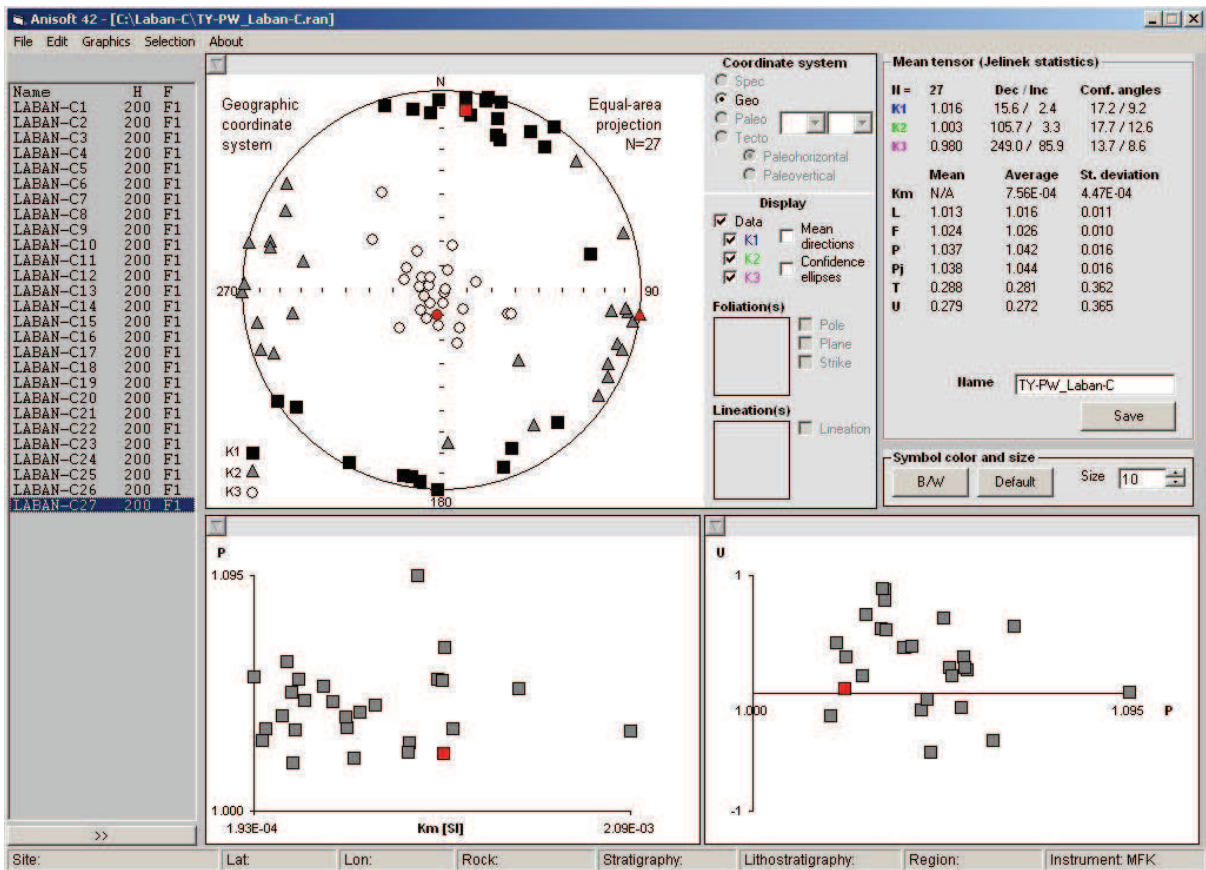 Anisoft 42 - [C:\Laban-C\TY-PW_Laban-C.ran]
File Edit Graphics Selection About
Name H F
LABAN-C1 200 F1
LABAN-C2 200 F1
LABAN-C3 200 F1
LABAN-C4 200 F1
LABAN-C5 200 F1
LABAN-C6 200 F1
LABAN-C7 200 F1
LABAN-C8 200 F1
LABAN-C9 200 F1
LABAN-C10 200 F1
LABAN-C11 200 F1
LABAN-C12 200 F1
LABAN-C13 200 F1
LABAN-C14 200 F1
LABAN-C15 200 F1
LABAN-C16 200 F1
LABAN-C17 200 F1
LABAN-C18 200 F1
LABAN-C19 200 F1
LABAN-C20 200 F1
LABAN-C21 200 F1
LABAN-C22 200 F1
LABAN-C23 200 F1
LABAN-C24 200 F1
LABAN-C25 200 F1
LABAN-C26 200 F1
LABAN-C27 200 F1
>>
Geographic
coordinate
system
N
Equal-area
projection
N=27
270
90
180
K1
K2
K3
Coordinate system
Spec
Geo
Paleo
Tecto
Paleohorizontal
Paleovertical
Display
Data
K1
K2
K3
Mean
directions
Confidence
ellipses
Foliation(s)
Pole
Plane
Strike
Lineation(s)
Lineation
Mean tensor (Jelinek statistics)
N = 27 Dec / Inc Conf. angles
K1 1.016 15.6 / 2.4 17.2 / 9.2
K2 1.003 105.7 / 3.3 17.7 / 12.6
K3 0.980 249.0 / 85.9 13.7 / 8.6
Mean Average St. deviation
Km N/A 7.56E-04 4.47E-04
L 1.013 1.016 0.011
F 1.024 1.026 0.010
P 1.037 1.042 0.016
Pj 1.038 1.044 0.016
T 0.288 0.281 0.362
U 0.279 0.272 0.365
Name TY-PW_Laban-C
Save
Symbol color and size
B/W Default Size 10
P
1.095
1.000
1.93E-04 Km [SI] 2.09E-03
U
1
1.000 1.095 P
-1
Site: Lat: Lon: Rock: Stratigraphy: Lithostratigraphy: Region: Instrument: MFK